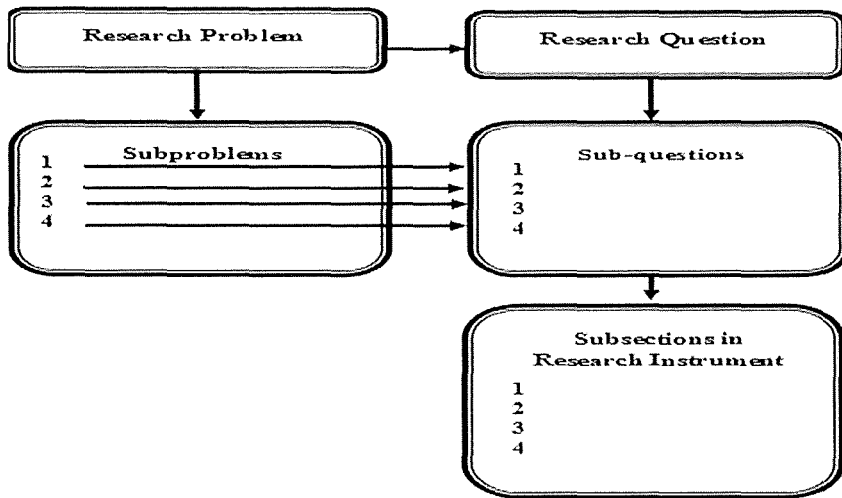 Research Problem
Research Question
Subproblems
1
2
3
4
Sub-questions
1
2
3
4
Subsections in
Research Instrument
1
2
3
4